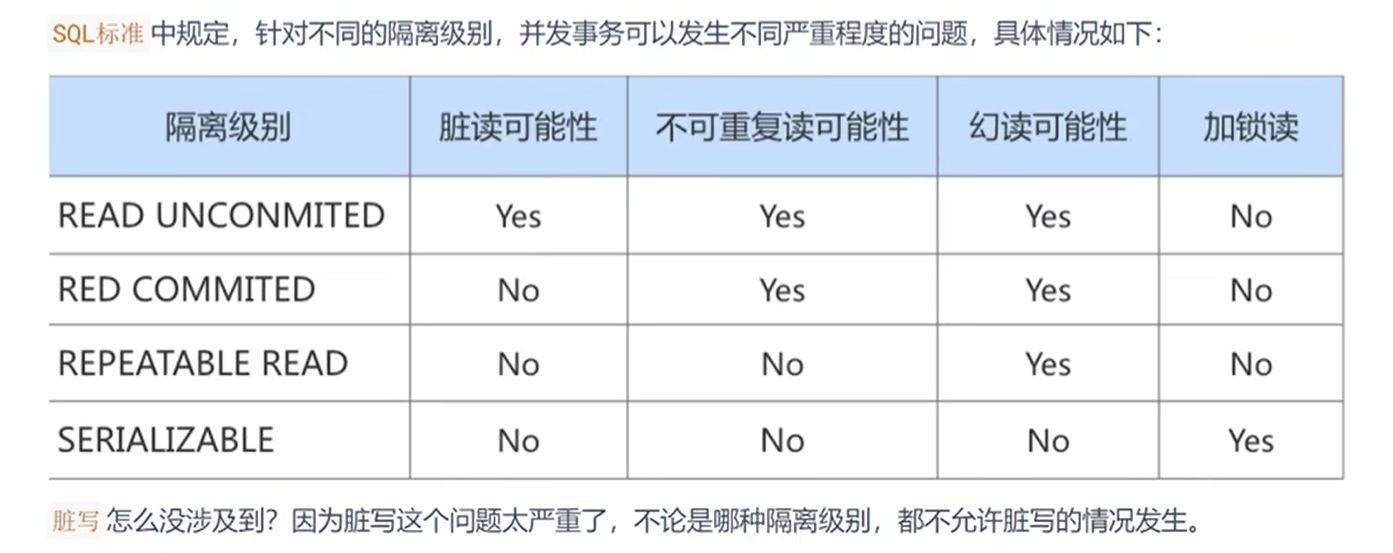 SQL标准 中规定，针对不同的隔离级别，并发事务可以发生不同严重程度的问题，具体情况如下：
隔离级别 脏读可能性 不可重复读可能性 幻读可能性 加锁读
READ UNCONMITED Yes Yes Yes No
RED COMMITED No Yes Yes No
REPEATABLE READ No No Yes No
SERIALIZABLE No No No Yes
脏写 怎么没涉及到？因为脏写这个问题太严重了，不论是哪种隔离级别，都不允许脏写的情况发生。